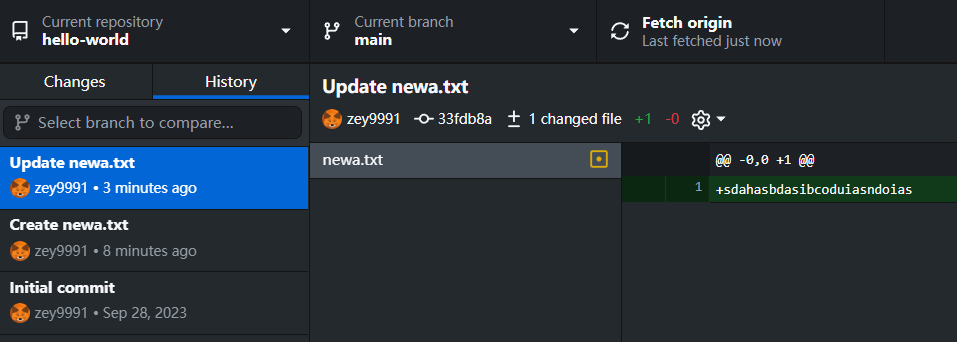 Current repository
hello-world
Current branch
main
Fetch origin
Last fetched just now
Changes
History
Select branch to compare...
Update newa.txt
zey9991 • 3 minutes ago
Create newa.txt
zey9991 • 8 minutes ago
Initial commit
zey9991 • Sep 28, 2023
Update newa.txt
zey9991 33fdb8a 1 changed file +1 -0
newa.txt
@@ -0,0 +1 @@
1 +sdahasbdasibcoduiasndoias